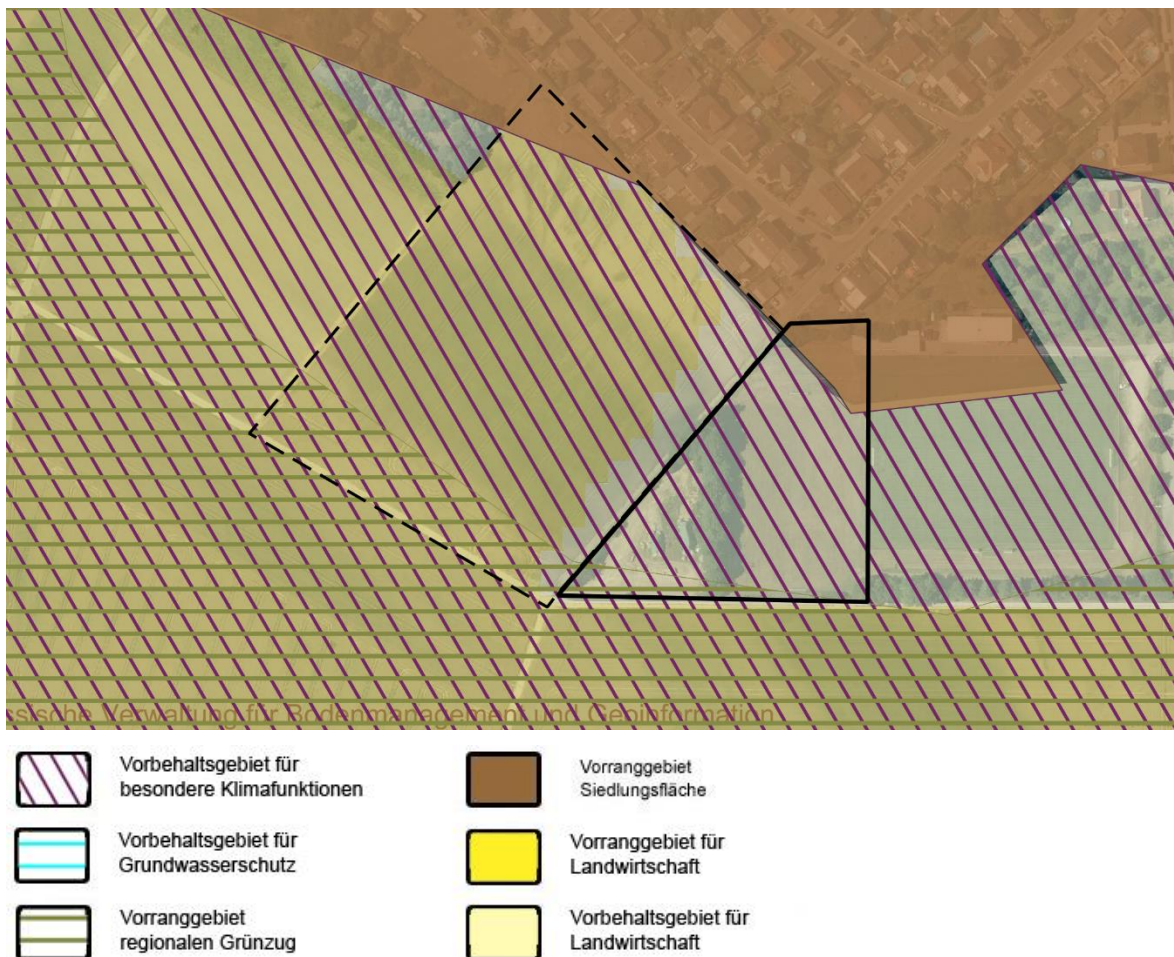 ssische Verwaltung für Bodenmanagement und Geoinformation
Vorbehaltsgebiet für
besondere Klimafunktionen
Vorranggebiet
Siedlungsfläche
Vorbehaltsgebiet für
Grundwasserschutz
Vorranggebiet für
Landwirtschaft
Vorranggebiet
regionalen Grünzug
Vorbehaltsgebiet für
Landwirtschaft